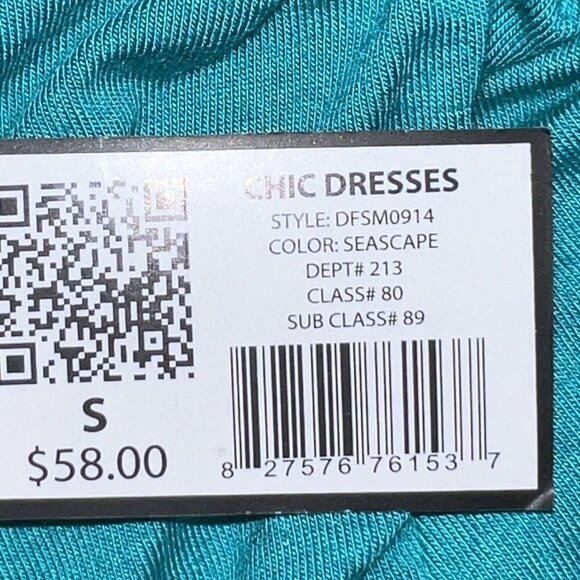 CHIC DRESSES
STYLE: DFSM0914
COLOR: SEASCAPE
DEPT# 213
CLASS# 80
SUB CLASS# 89
8 27576 76153 7
S
$58.00